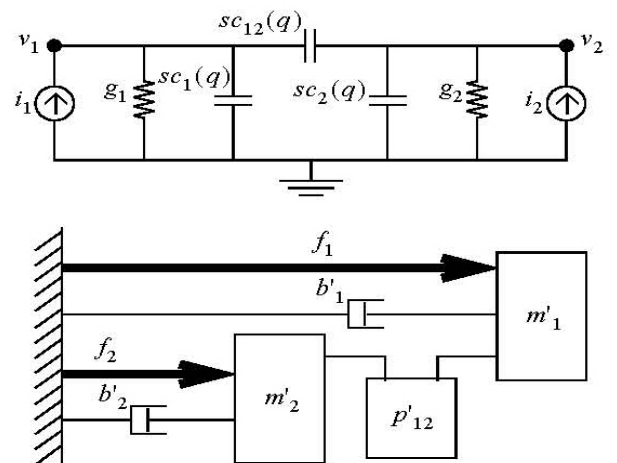 sc₁₂(q)
v₁
v₂
i₁
g₁
sc₁(q)
sc₂(q)
g₂
i₂
f₁
b'₁
m'₁
f₂
b'₂
m'₂
p'₁₂